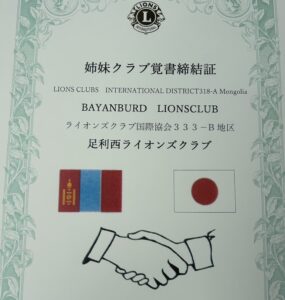 LIONS
L
INTERNATIONAL
姉妹クラブ覚書締結証
LIONS CLUBS INTERNATIONAL DISTRICT318-A Mongolia
BAYANBURD LIONSCLUB
ライオンズクラブ国際協会３３３－Ｂ地区
足利西ライオンズクラブ